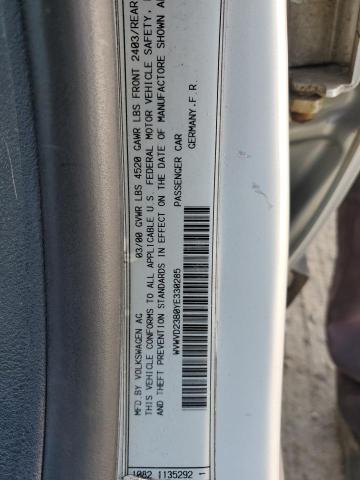 MFD.BY VOLKSWAGEN AG 03/00 GVWR LBS 4520 GAWR LBS FRONT 2403/REAR
THIS VEHICLE CONFORMS TO ALL APPLICABLE U.S. FEDERAL MOTOR VEHICLE SAFETY,
AND THEFT PREVENTION STANDARDS IN EFFECT ON THE DATE OF MANUFACTURE SHOWN
WVWVD23B0YE330285 PASSENGER CAR GERMANY.F.R.
1082 1135292 1